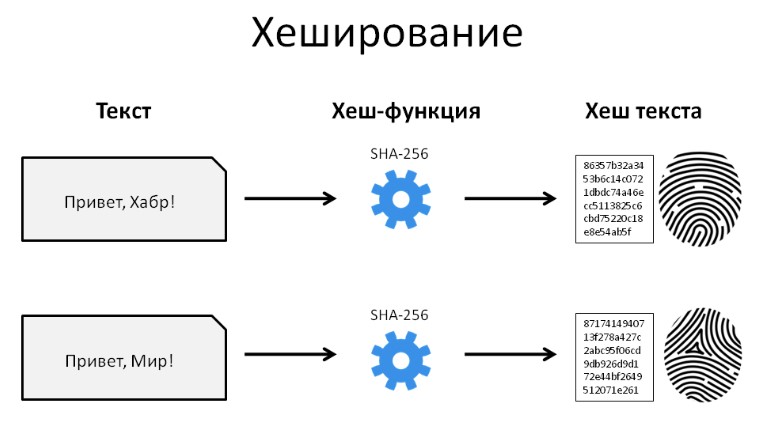 Хеширование
Текст
Хеш-функция
Хеш текста
SHA-256
Привет, Хабр!
86357b32a34
53b6c14c072
1dbdc74a46e
cc5113825c6
cbd75220c18
e8e54ab5f
SHA-256
Привет, Мир!
87174149407
13f278a427c
2abc95f06cd
9db926d9d1
72e44bf2649
512071e261